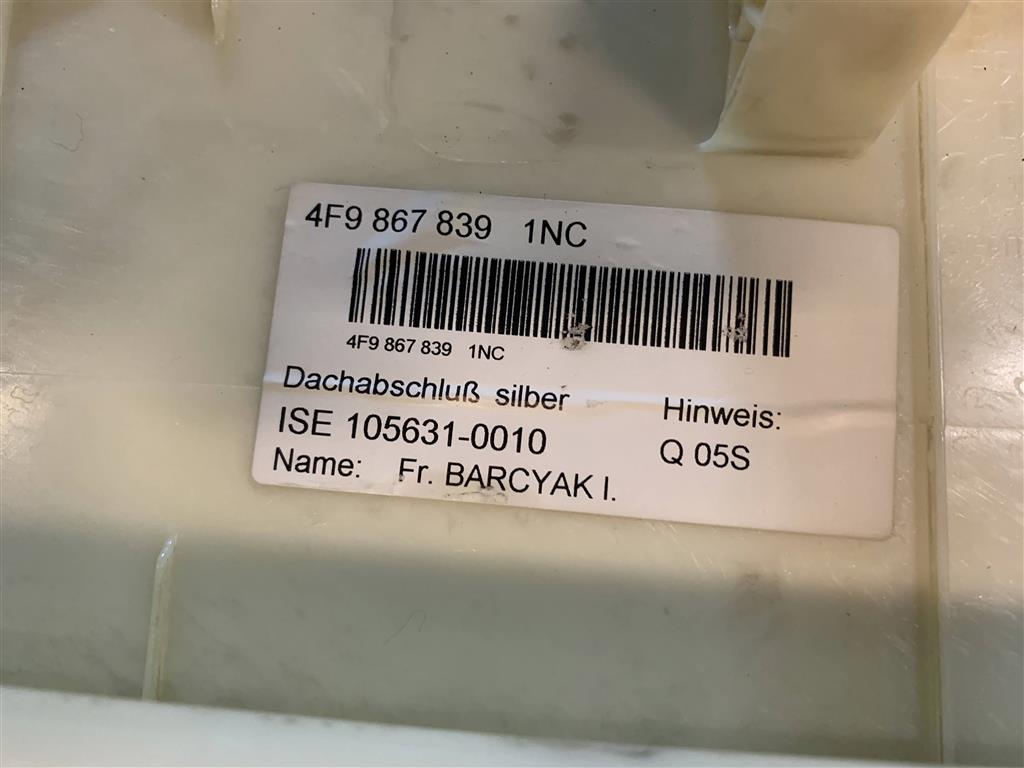 4F9 867 839 1NC
4F9 867 839 1NC
Dachabschluß silber
Hinweis:
ISE 105631-0010
Q 05S
Name: Fr. BARCYAK I.